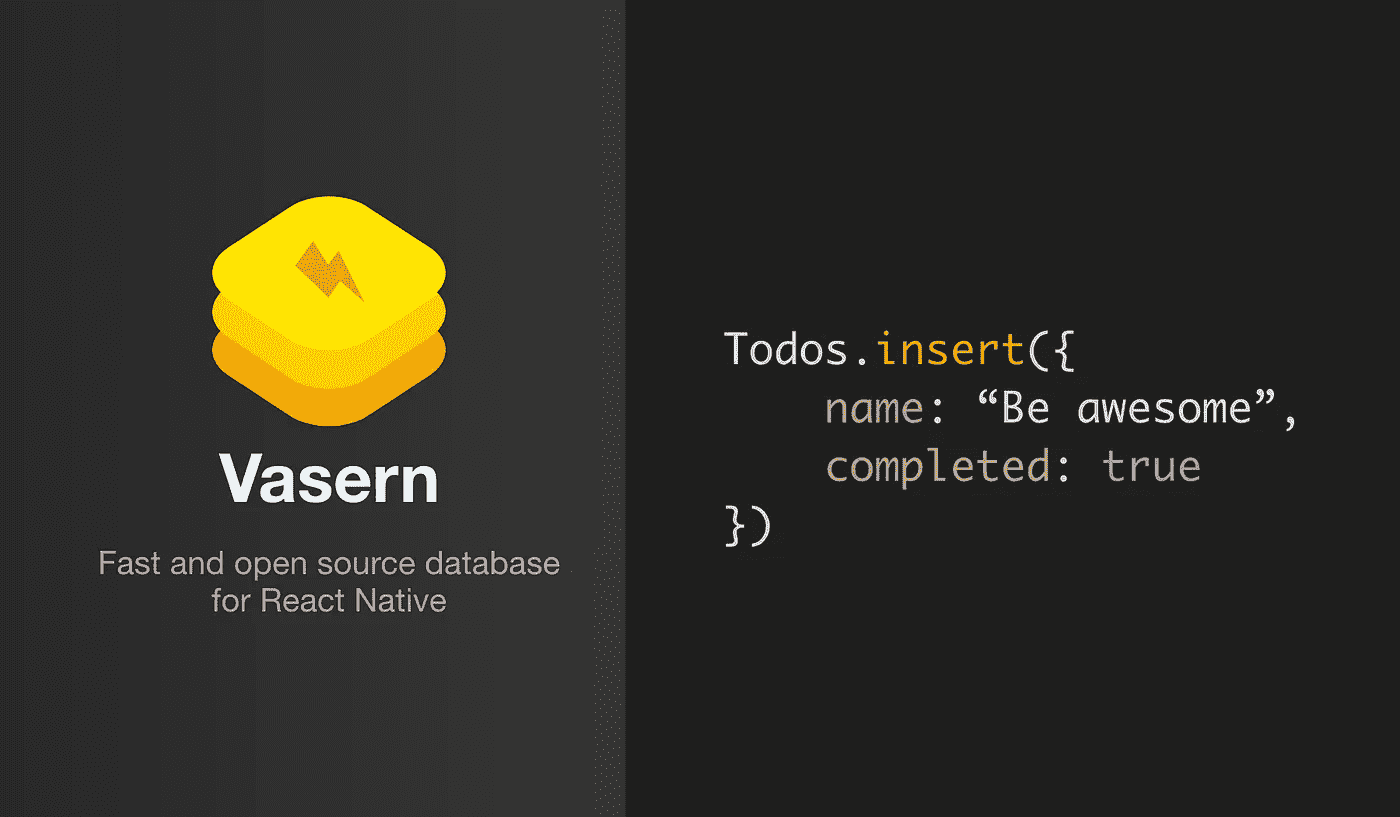 Vasern
Fast and open source database
for React Native
Todos.insert({
    name: “Be awesome”,
    completed: true
})